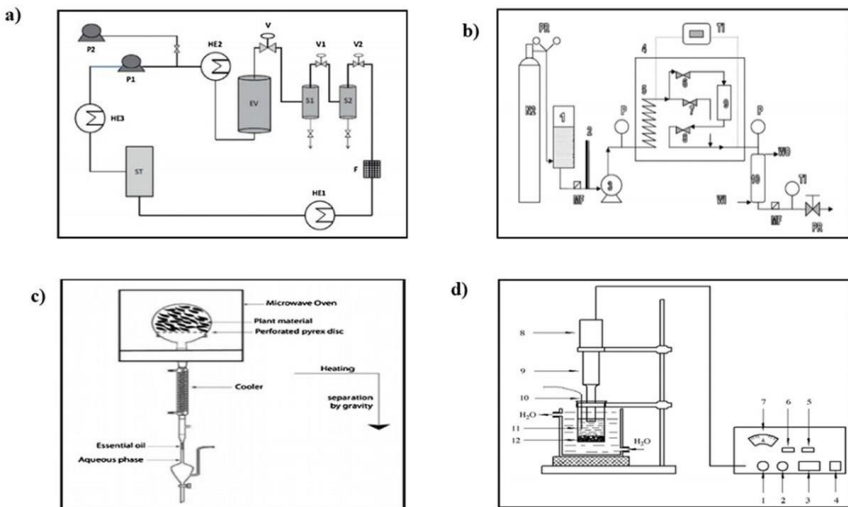 a)
P2
P1
HE2
V
V1
V2
EV
S1
S2
HE3
ST
F
HE1
b)
PR
TI
4
N2
5
6
7
8
9
P
P
1
2
3
MF
10
WO
WI
TI
MF
PR
c)
Microwave Oven
Plant material
Perforated pyrex disc
Heating
Cooler
separation
by gravity
Essential oil
Aqueous phase
d)
8
9
10
H₂O
11
12
H₂O
7
6
5
A
1
2
3
4